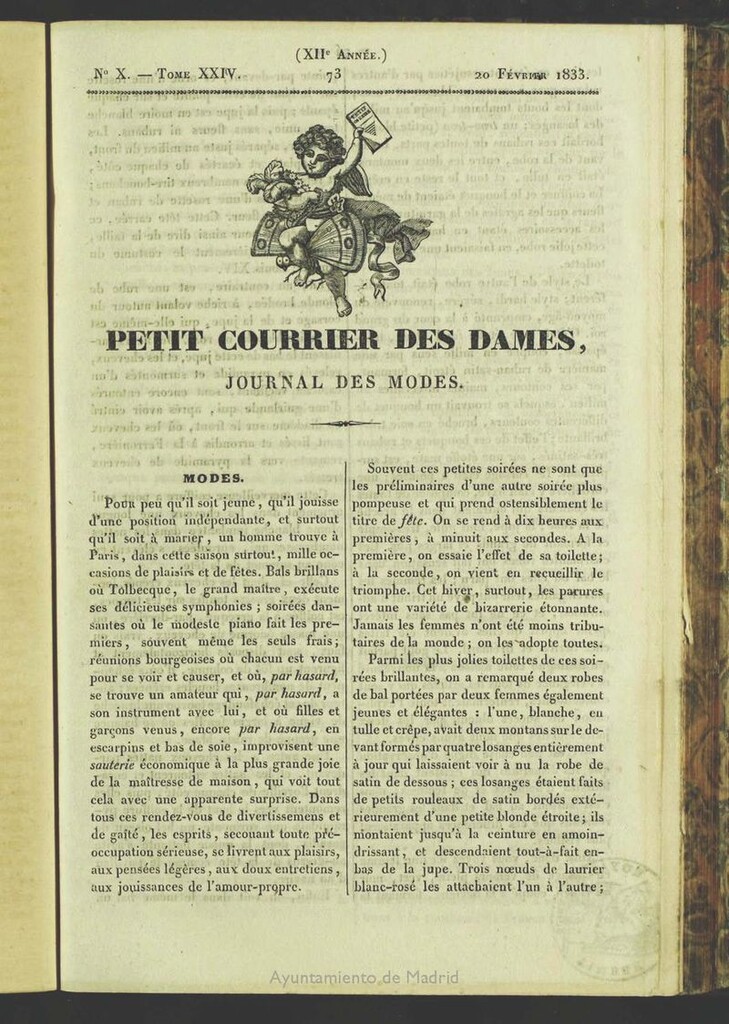 (XIIe ANNÉE.)
No X. — TOME XXIV. 73 20 FÉVRIER 1833.
PETIT COURRIER DES DAMES,
JOURNAL DES MODES.
MODES.
POUR peu qu'il soit jeune, qu'il jouisse
d'une position indépendante, et surtout
qu'il soit à marier, un homme trouve à
Paris, dans cette saison surtout, mille oc-
casions de plaisirs et de fêtes. Bals brillans
où Tolbecque, le grand maître, exécute
ses délicieuses symphonies; soirées dan-
santes où le modeste piano fait les pre-
miers, souvent même les seuls frais;
réunions bourgeoises où chacun est venu
pour se voir et causer, et où, par hasard,
se trouve un amateur qui, par hasard, a
son instrument avec lui, et où filles et
garçons venus, encore par hasard, en
escarpins et bas de soie, improvisent une
sauterie économique à la plus grande joie
de la maîtresse de maison, qui voit tout
cela avec une apparente surprise. Dans
tous ces rendez-vous de divertissemens et
de gaîté, les esprits, secouant toute pré-
occupation sérieuse, se livrent aux plaisirs,
aux pensées légères, aux doux entretiens,
aux jouissances de l'amour-propre.
Souvent ces petites soirées ne sont que
les préliminaires d'une autre soirée plus
pompeuse et qui prend ostensiblement le
titre de fête. On se rend à dix heures aux
premières, à minuit aux secondes. A la
première, on essaie l'effet de sa toilette;
à la seconde, on vient en recueillir le
triomphe. Cet hiver, surtout, les parures
ont une variété de bizarrerie étonnante.
Jamais les femmes n'ont été moins tribu-
taires de la monde; on les adopte toutes.
Parmi les plus jolies toilettes de ces soi-
rées brillantes, on a remarqué deux robes
de bal portées par deux femmes également
jeunes et élégantes: l'une, blanche, en
tulle et crêpe, avait deux montans sur le de-
vant formés par quatre losanges entièrement
à jour qui laissaient voir à nu la robe de
satin de dessous; ces losanges étaient faits
de petits rouleaux de satin bordés exté-
rieurement d'une petite blonde étroite; ils
montaient jusqu'à la ceinture en amoin-
drissant, et descendaient tout-à-fait en-
bas de la jupe. Trois nœuds de laurier
blanc-rosé les attachaient l'un à l'autre;
Ayuntamiento de Madrid